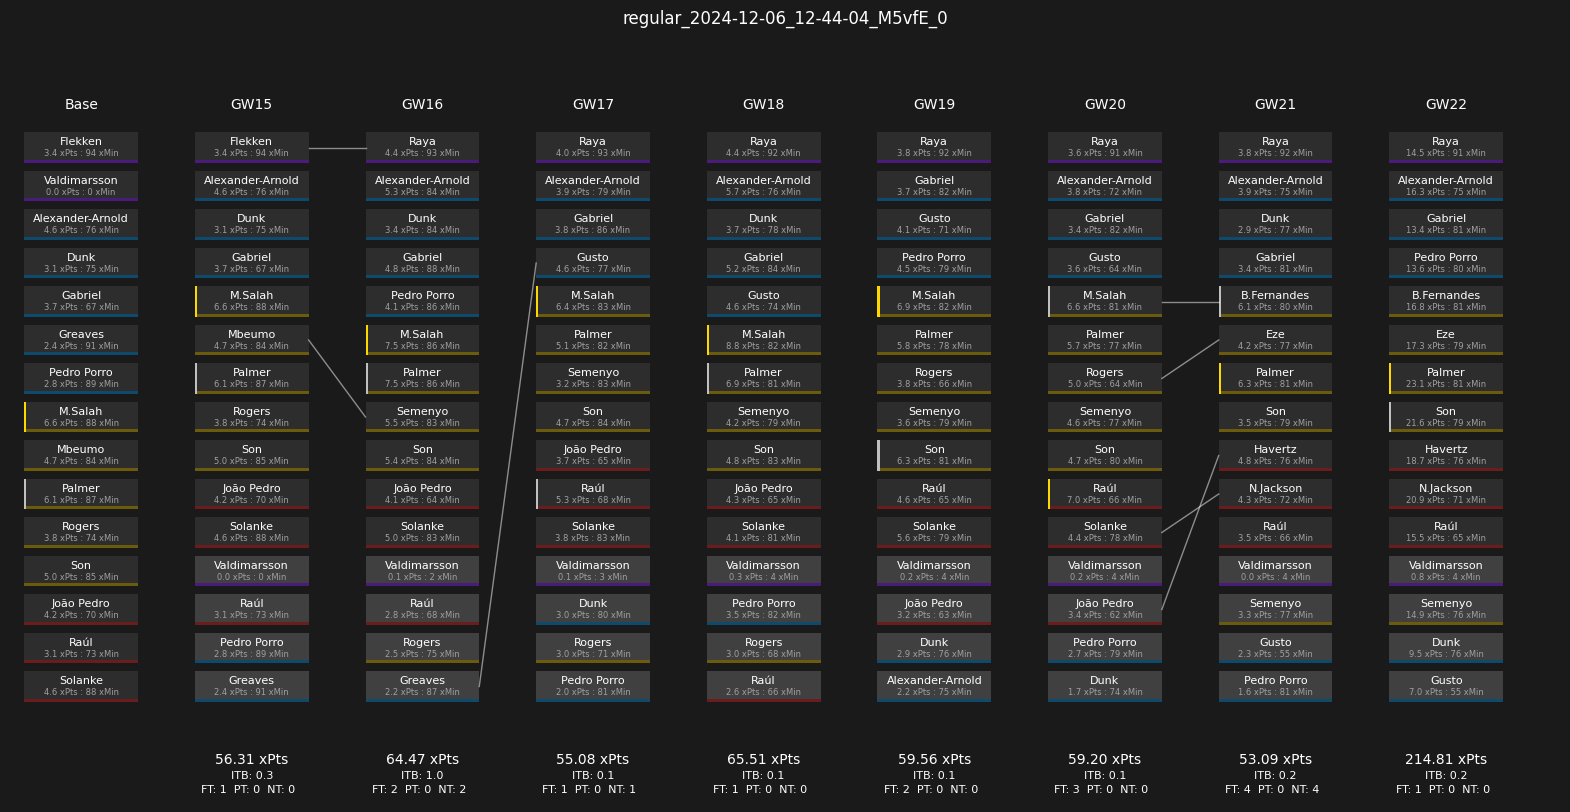 regular_2024-12-06_12-44-04_M5vfE_0
Base
Flekken
3.4 xPts : 94 xMin
Valdimarsson
0.0 xPts : 0 xMin
Alexander-Arnold
4.6 xPts : 76 xMin
Dunk
3.1 xPts : 75 xMin
Gabriel
3.7 xPts : 67 xMin
Greaves
2.4 xPts : 91 xMin
Pedro Porro
2.8 xPts : 89 xMin
M.Salah
6.6 xPts : 88 xMin
Mbeumo
4.7 xPts : 84 xMin
Palmer
6.1 xPts : 87 xMin
Rogers
3.8 xPts : 74 xMin
Son
5.0 xPts : 85 xMin
João Pedro
4.2 xPts : 70 xMin
Raúl
3.1 xPts : 73 xMin
Solanke
4.6 xPts : 88 xMin
GW15
Flekken
3.4 xPts : 94 xMin
Alexander-Arnold
4.6 xPts : 76 xMin
Dunk
3.1 xPts : 75 xMin
Gabriel
3.7 xPts : 67 xMin
M.Salah
6.6 xPts : 88 xMin
Mbeumo
4.7 xPts : 84 xMin
Palmer
6.1 xPts : 87 xMin
Rogers
3.8 xPts : 74 xMin
Son
5.0 xPts : 85 xMin
João Pedro
4.2 xPts : 70 xMin
Solanke
4.6 xPts : 88 xMin
Valdimarsson
0.0 xPts : 0 xMin
Raúl
3.1 xPts : 73 xMin
Pedro Porro
2.8 xPts : 89 xMin
Greaves
2.4 xPts : 91 xMin
56.31 xPts
ITB: 0.3
FT: 1 PT: 0 NT: 0
GW16
Raya
4.4 xPts : 93 xMin
Alexander-Arnold
5.3 xPts : 84 xMin
Dunk
3.4 xPts : 84 xMin
Gabriel
4.8 xPts : 88 xMin
Pedro Porro
4.1 xPts : 86 xMin
M.Salah
7.5 xPts : 86 xMin
Palmer
7.5 xPts : 86 xMin
Semenyo
5.5 xPts : 83 xMin
Son
5.4 xPts : 84 xMin
João Pedro
4.1 xPts : 64 xMin
Solanke
5.0 xPts : 83 xMin
Valdimarsson
0.1 xPts : 2 xMin
Raúl
2.8 xPts : 68 xMin
Rogers
2.5 xPts : 75 xMin
Greaves
2.2 xPts : 87 xMin
64.47 xPts
ITB: 1.0
FT: 2 PT: 0 NT: 2
GW17
Raya
4.0 xPts : 93 xMin
Alexander-Arnold
3.9 xPts : 79 xMin
Gabriel
3.8 xPts : 86 xMin
Gusto
4.6 xPts : 77 xMin
M.Salah
6.4 xPts : 83 xMin
Palmer
5.1 xPts : 82 xMin
Semenyo
3.2 xPts : 83 xMin
Son
4.7 xPts : 84 xMin
João Pedro
3.7 xPts : 65 xMin
Raúl
5.3 xPts : 68 xMin
Solanke
3.8 xPts : 83 xMin
Valdimarsson
0.1 xPts : 3 xMin
Dunk
3.0 xPts : 80 xMin
Rogers
3.0 xPts : 71 xMin
Pedro Porro
2.0 xPts : 81 xMin
55.08 xPts
ITB: 0.1
FT: 1 PT: 0 NT: 1
GW18
Raya
4.4 xPts : 92 xMin
Alexander-Arnold
5.7 xPts : 76 xMin
Dunk
3.7 xPts : 78 xMin
Gabriel
5.2 xPts : 84 xMin
Gusto
4.6 xPts : 74 xMin
M.Salah
8.8 xPts : 82 xMin
Palmer
6.9 xPts : 81 xMin
Semenyo
4.2 xPts : 79 xMin
Son
4.8 xPts : 83 xMin
João Pedro
4.3 xPts : 65 xMin
Solanke
4.1 xPts : 81 xMin
Valdimarsson
0.3 xPts : 4 xMin
Pedro Porro
3.5 xPts : 82 xMin
Rogers
3.0 xPts : 68 xMin
Raúl
2.6 xPts : 66 xMin
65.51 xPts
ITB: 0.1
FT: 1 PT: 0 NT: 0
GW19
Raya
3.8 xPts : 92 xMin
Gabriel
3.7 xPts : 82 xMin
Gusto
4.1 xPts : 71 xMin
Pedro Porro
4.5 xPts : 79 xMin
M.Salah
6.9 xPts : 82 xMin
Palmer
5.8 xPts : 78 xMin
Rogers
3.8 xPts : 66 xMin
Semenyo
3.6 xPts : 79 xMin
Son
6.3 xPts : 81 xMin
Raúl
4.6 xPts : 65 xMin
Solanke
5.6 xPts : 79 xMin
Valdimarsson
0.2 xPts : 4 xMin
João Pedro
3.2 xPts : 63 xMin
Dunk
2.9 xPts : 76 xMin
Alexander-Arnold
2.2 xPts : 75 xMin
59.56 xPts
ITB: 0.1
FT: 2 PT: 0 NT: 0
GW20
Raya
3.6 xPts : 91 xMin
Alexander-Arnold
3.8 xPts : 72 xMin
Gabriel
3.4 xPts : 82 xMin
Gusto
3.6 xPts : 64 xMin
M.Salah
6.6 xPts : 81 xMin
Palmer
5.7 xPts : 77 xMin
Rogers
5.0 xPts : 64 xMin
Semenyo
4.6 xPts : 77 xMin
Son
4.7 xPts : 80 xMin
Raúl
7.0 xPts : 66 xMin
Solanke
4.4 xPts : 78 xMin
Valdimarsson
0.2 xPts : 4 xMin
João Pedro
3.4 xPts : 62 xMin
Pedro Porro
2.7 xPts : 79 xMin
Dunk
1.7 xPts : 74 xMin
59.20 xPts
ITB: 0.1
FT: 3 PT: 0 NT: 0
GW21
Raya
3.8 xPts : 92 xMin
Alexander-Arnold
3.9 xPts : 75 xMin
Dunk
2.9 xPts : 77 xMin
Gabriel
3.4 xPts : 81 xMin
B.Fernandes
6.1 xPts : 80 xMin
Eze
4.2 xPts : 77 xMin
Palmer
6.3 xPts : 81 xMin
Son
3.5 xPts : 79 xMin
Havertz
4.8 xPts : 76 xMin
N.Jackson
4.3 xPts : 72 xMin
Raúl
3.5 xPts : 66 xMin
Valdimarsson
0.0 xPts : 4 xMin
Semenyo
3.3 xPts : 77 xMin
Gusto
2.3 xPts : 55 xMin
Pedro Porro
1.6 xPts : 81 xMin
53.09 xPts
ITB: 0.2
FT: 4 PT: 0 NT: 4
GW22
Raya
14.5 xPts : 91 xMin
Alexander-Arnold
16.3 xPts : 75 xMin
Gabriel
13.4 xPts : 81 xMin
Pedro Porro
13.6 xPts : 80 xMin
B.Fernandes
16.8 xPts : 81 xMin
Eze
17.3 xPts : 79 xMin
Palmer
23.1 xPts : 81 xMin
Son
21.6 xPts : 79 xMin
Havertz
18.7 xPts : 76 xMin
N.Jackson
20.9 xPts : 71 xMin
Raúl
15.5 xPts : 65 xMin
Valdimarsson
0.8 xPts : 4 xMin
Semenyo
14.9 xPts : 76 xMin
Dunk
9.5 xPts : 76 xMin
Gusto
7.0 xPts : 55 xMin
214.81 xPts
ITB: 0.2
FT: 1 PT: 0 NT: 0